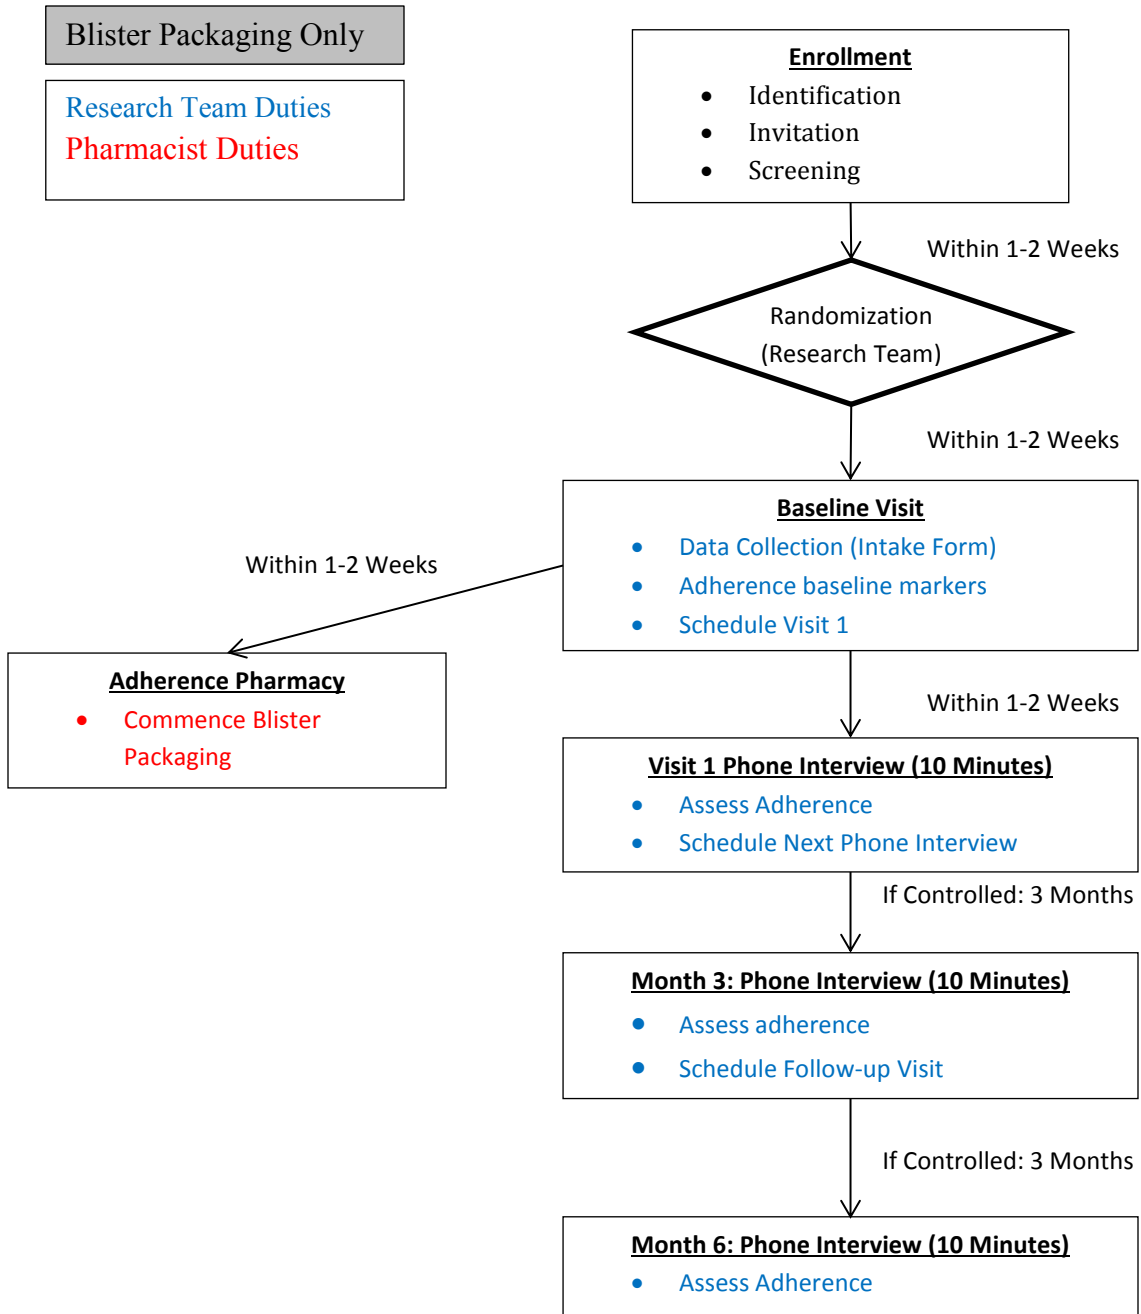 Blister Packaging Only
Research Team Duties
Pharmacist Duties
Enrollment
• Identification
• Invitation
• Screening
Within 1-2 Weeks
Randomization
(Research Team)
Within 1-2 Weeks
Baseline Visit
• Data Collection (Intake Form)
• Adherence baseline markers
• Schedule Visit 1
Within 1-2 Weeks
Adherence Pharmacy
• Commence Blister
Packaging
Within 1-2 Weeks
Visit 1 Phone Interview (10 Minutes)
• Assess Adherence
• Schedule Next Phone Interview
If Controlled: 3 Months
Month 3: Phone Interview (10 Minutes)
• Assess adherence
• Schedule Follow-up Visit
If Controlled: 3 Months
Month 6: Phone Interview (10 Minutes)
• Assess Adherence